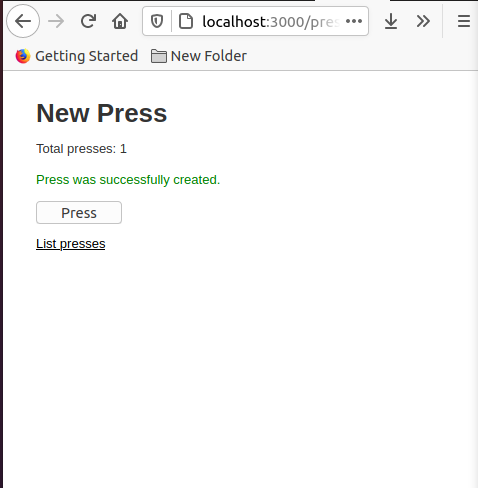 localhost:3000/pres
Getting Started New Folder
New Press
Total presses: 1
Press was successfully created.
Press
List presses